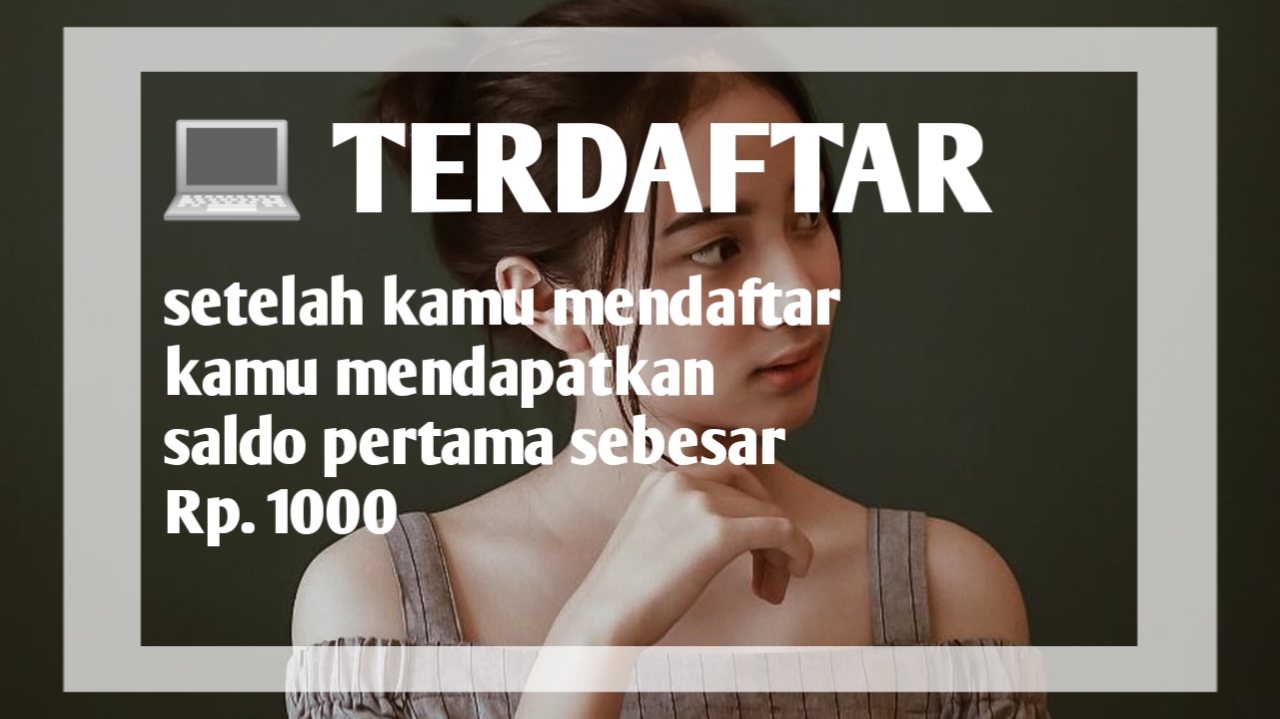 💻 TERDAFTAR
setelah kamu mendaftar
kamu mendapatkan
saldo pertama sebesar
Rp. 1000